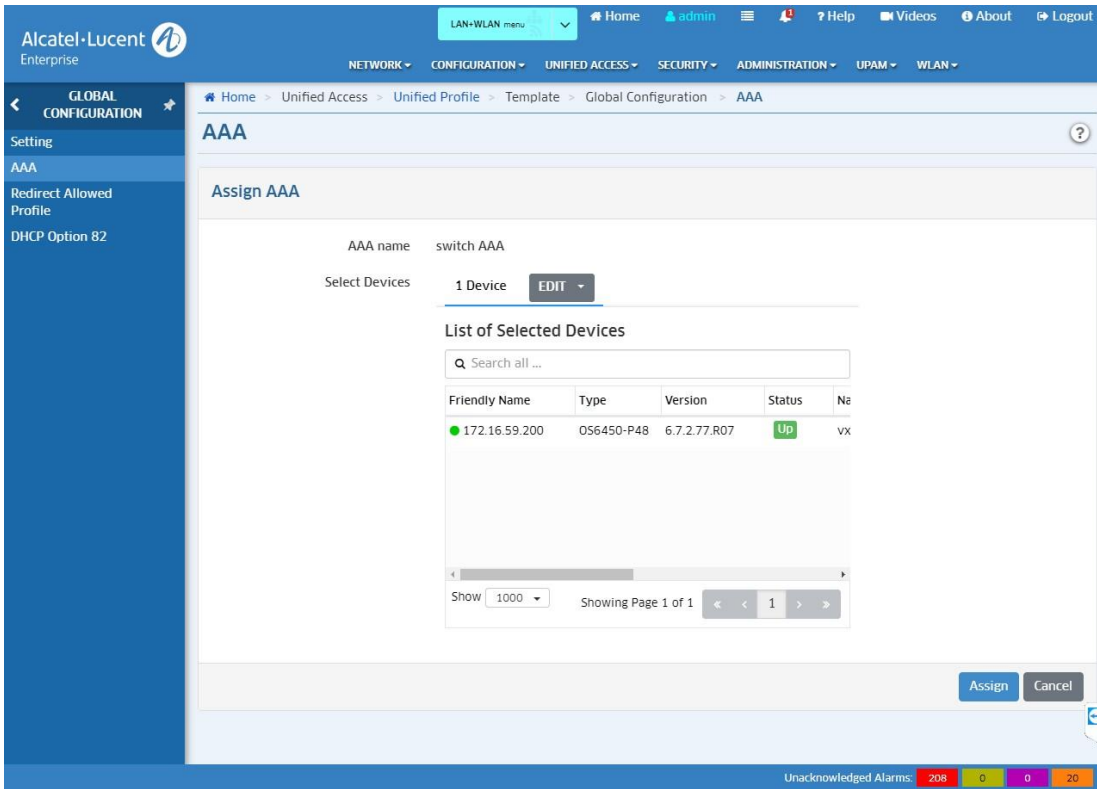 LAN+WLAN menu Home admin 1 ? Help Videos About Logout
Alcatel·Lucent
Enterprise
NETWORK CONFIGURATION UNIFIED ACCESS SECURITY ADMINISTRATION UPAM WLAN
GLOBAL
CONFIGURATION
Setting
AAA
Redirect Allowed
Profile
DHCP Option 82
Home > Unified Access > Unified Profile > Template > Global Configuration > AAA
AAA ?
Assign AAA
AAA name switch AAA
Select Devices 1 Device EDIT
List of Selected Devices
Search all ...
Friendly Name Type Version Status Na
172.16.59.200 OS6450-P48 6.7.2.77.R07 Up vx
Show 1000 Showing Page 1 of 1 « < 1 > »
Assign Cancel
Unacknowledged Alarms: 208 0 0 20